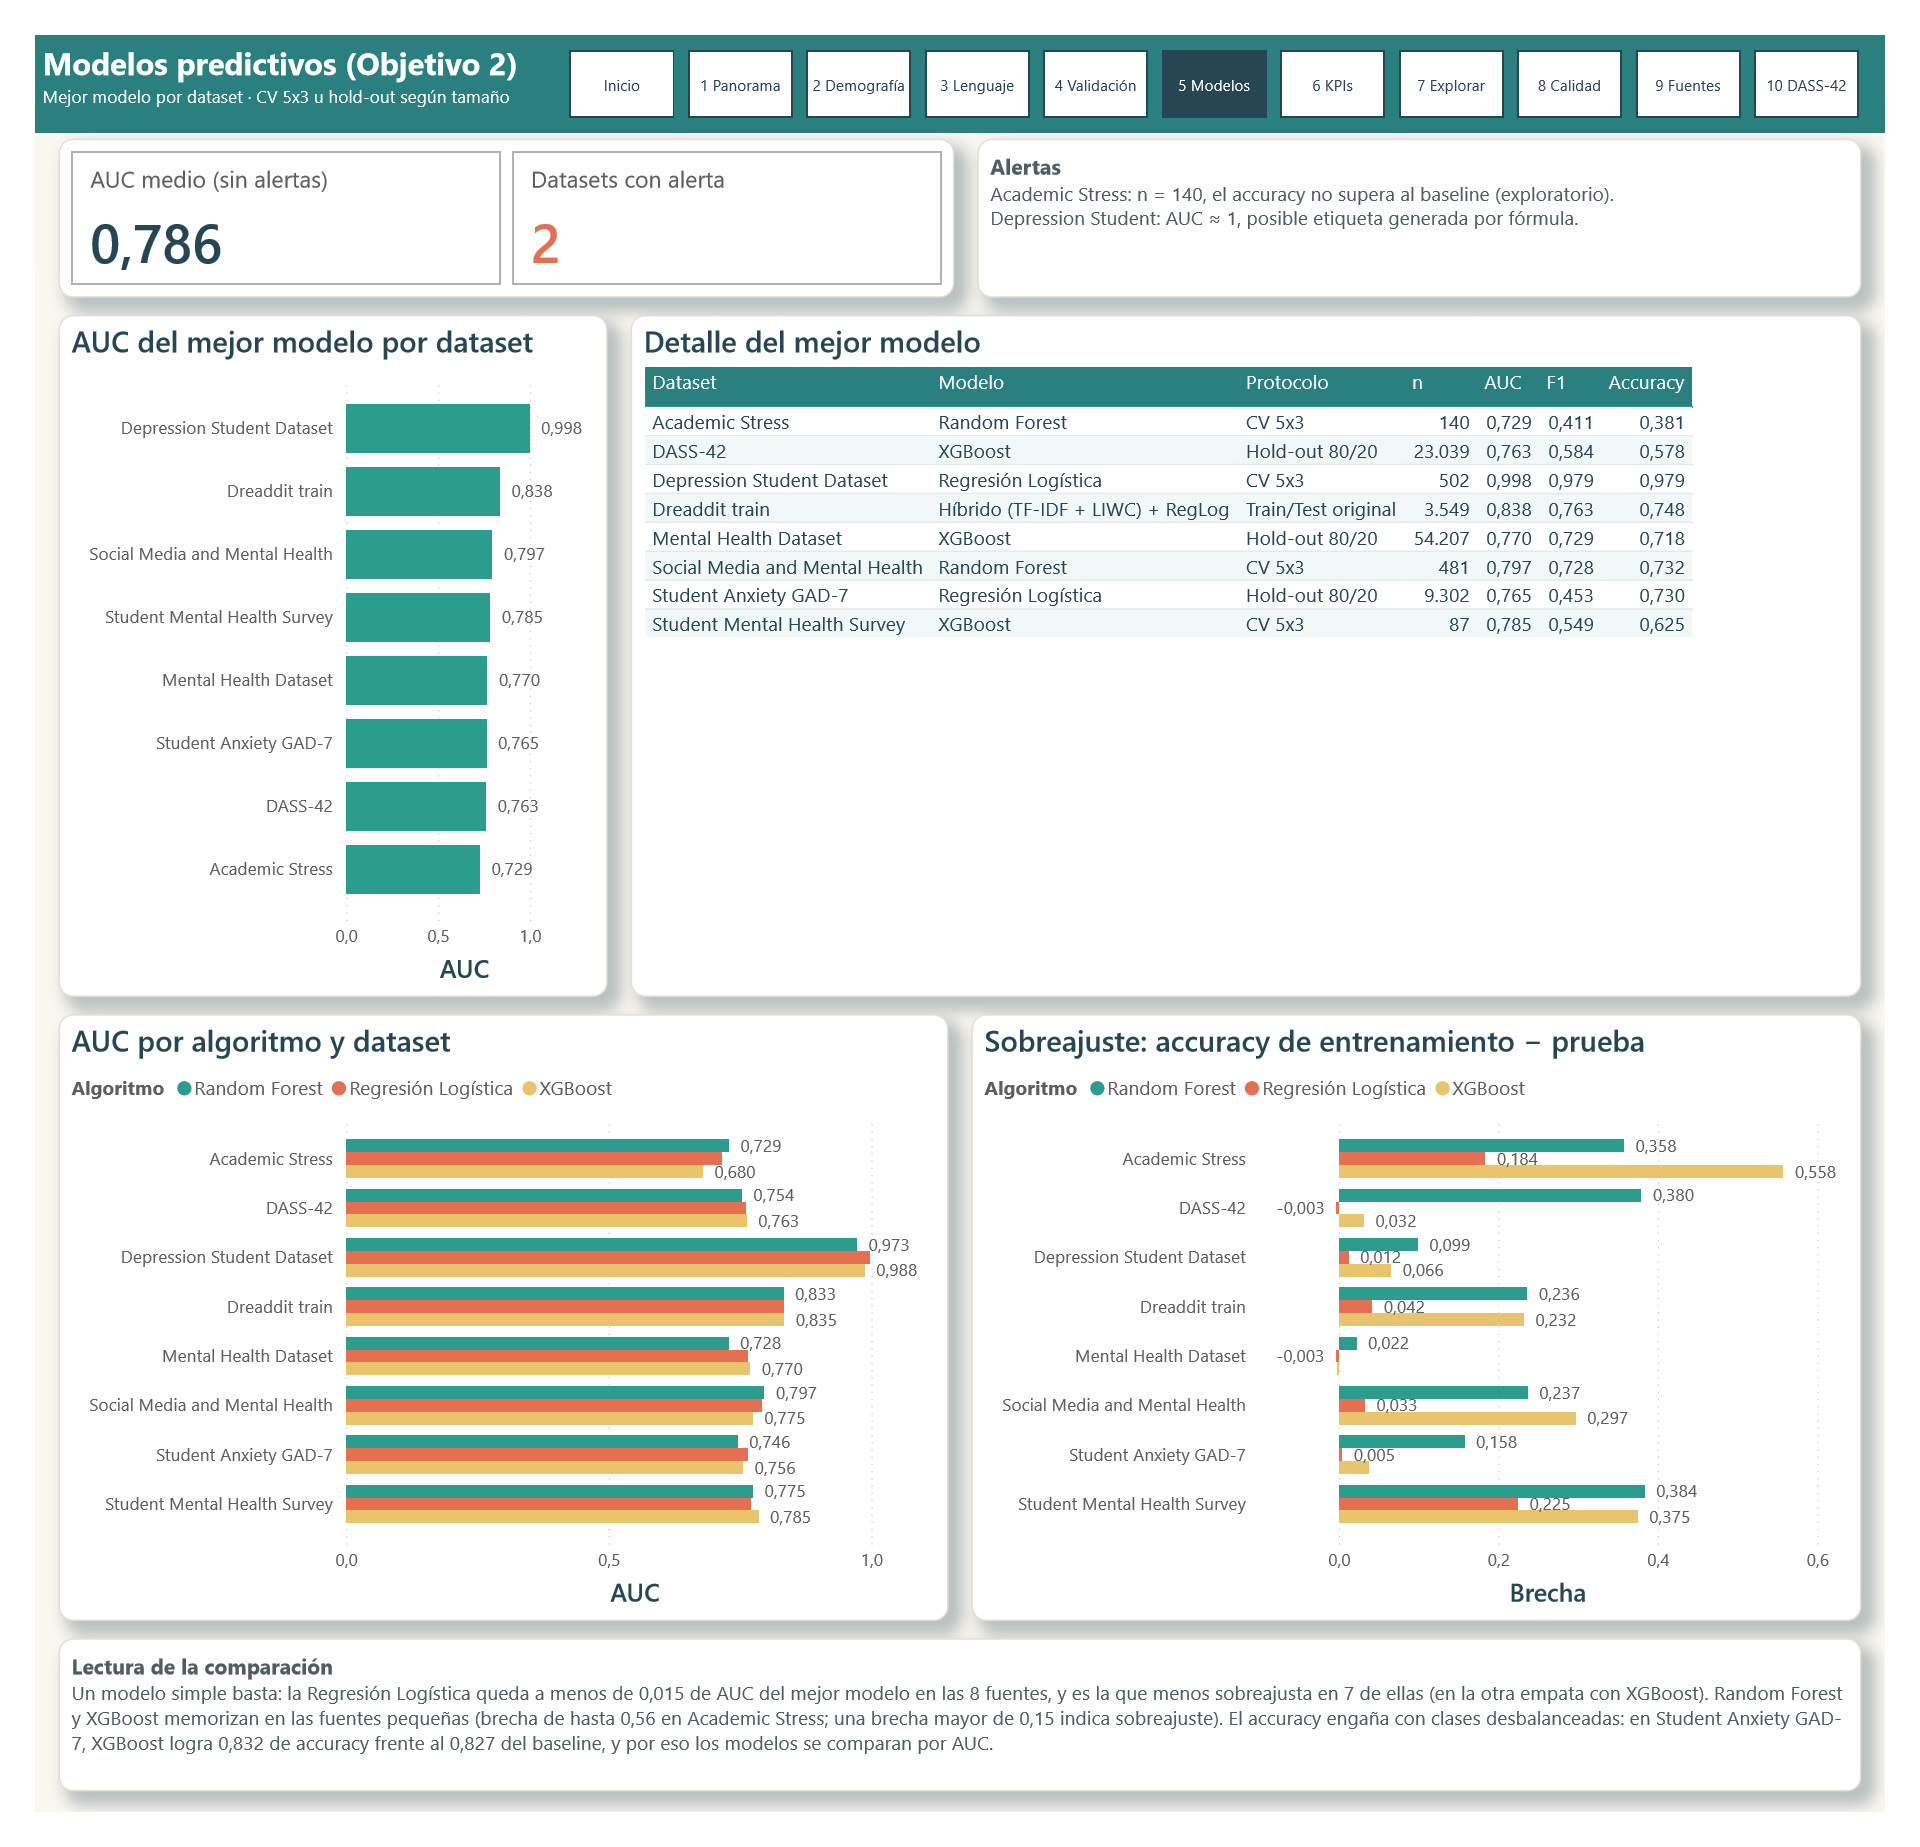 Modelos predictivos (Objetivo 2)
Mejor modelo por dataset · CV 5x3 u hold-out según tamaño
Inicio
1 Panorama
2 Demografía
3 Lenguaje
4 Validación
5 Modelos
6 KPIs
7 Explorar
8 Calidad
9 Fuentes
10 DASS-42
AUC medio (sin alertas)
0,786
Datasets con alerta
2
Alertas
Academic Stress: n = 140, el accuracy no supera al baseline (exploratorio).
Depression Student: AUC ≈ 1, posible etiqueta generada por fórmula.
AUC del mejor modelo por dataset
Depression Student Dataset 0,998
Dreaddit train 0,838
Social Media and Mental Health 0,797
Student Mental Health Survey 0,785
Mental Health Dataset 0,770
Student Anxiety GAD-7 0,765
DASS-42 0,763
Academic Stress 0,729
0,0 0,5 1,0
AUC
Detalle del mejor modelo
Dataset Modelo Protocolo n AUC F1 Accuracy
Academic Stress Random Forest CV 5x3 140 0,729 0,411 0,381
DASS-42 XGBoost Hold-out 80/20 23.039 0,763 0,584 0,578
Depression Student Dataset Regresión Logística CV 5x3 502 0,998 0,979 0,979
Dreaddit train Híbrido (TF-IDF + LIWC) + RegLog Train/Test original 3.549 0,838 0,763 0,748
Mental Health Dataset XGBoost Hold-out 80/20 54.207 0,770 0,729 0,718
Social Media and Mental Health Random Forest CV 5x3 481 0,797 0,728 0,732
Student Anxiety GAD-7 Regresión Logística Hold-out 80/20 9.302 0,765 0,453 0,730
Student Mental Health Survey XGBoost CV 5x3 87 0,785 0,549 0,625
AUC por algoritmo y dataset
Algoritmo Random Forest Regresión Logística XGBoost
Academic Stress 0,729 0,680
DASS-42 0,754 0,763
Depression Student Dataset 0,973 0,988
Dreaddit train 0,833 0,835
Mental Health Dataset 0,728 0,770
Social Media and Mental Health 0,797 0,775
Student Anxiety GAD-7 0,746 0,756
Student Mental Health Survey 0,775 0,785
0,0 0,5 1,0
AUC
Sobreajuste: accuracy de entrenamiento − prueba
Algoritmo Random Forest Regresión Logística XGBoost
Academic Stress 0,358 0,184 0,558
DASS-42 0,380 -0,003 0,032
Depression Student Dataset 0,099 0,012 0,066
Dreaddit train 0,236 0,042 0,232
Mental Health Dataset 0,022 -0,003
Social Media and Mental Health 0,237 0,033 0,297
Student Anxiety GAD-7 0,158 0,005
Student Mental Health Survey 0,384 0,225 0,375
0,0 0,2 0,4 0,6
Brecha
Lectura de la comparación
Un modelo simple basta: la Regresión Logística queda a menos de 0,015 de AUC del mejor modelo en las 8 fuentes, y es la que menos sobreajusta en 7 de ellas (en la otra empata con XGBoost). Random Forest
y XGBoost memorizan en las fuentes pequeñas (brecha de hasta 0,56 en Academic Stress; una brecha mayor de 0,15 indica sobreajuste). El accuracy engaña con clases desbalanceadas: en Student Anxiety GAD-
7, XGBoost logra 0,832 de accuracy frente al 0,827 del baseline, y por eso los modelos se comparan por AUC.